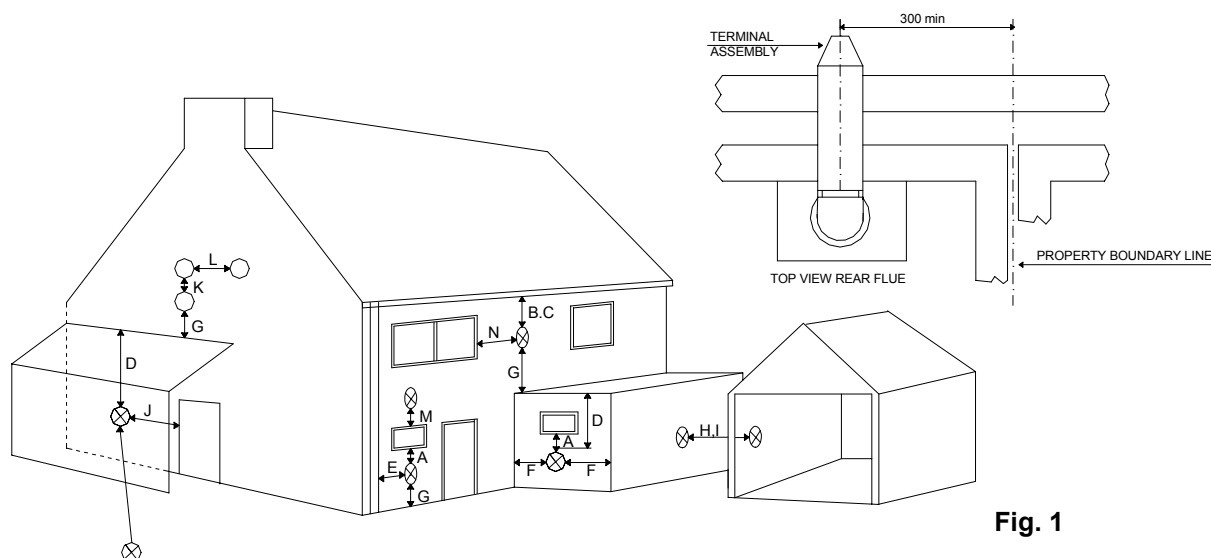 300 min
TERMINAL
ASSEMBLY
PROPERTY BOUNDARY LINE
TOP VIEW REAR FLUE
L
K
G
D
J
B.C
N
G
M
A
E
G
D
A
F
F
H,I
Fig. 1